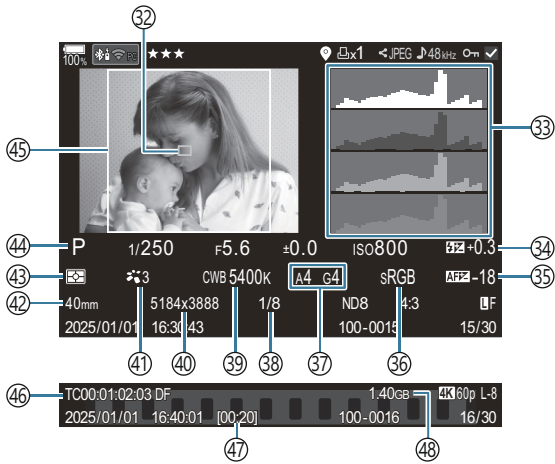 32
100% PC ★★★ x1 JPEG 48kHz
33
45
44 P 1/250 F5.6 ±0.0 ISO800 +0.3 34
43 3 CWB 5400K A4 G4 sRGB AF -18 35
42 40mm 5184x3888 1/8 ND8 4:3 LF
2025/01/01 16:30:43 100-0015 15/30
41 40 39 38 37 36
46 TC00:01:02:03 DF 1.40GB 4K 60p L-8
2025/01/01 16:40:01 [00:20] 100-0016 16/30
47 48